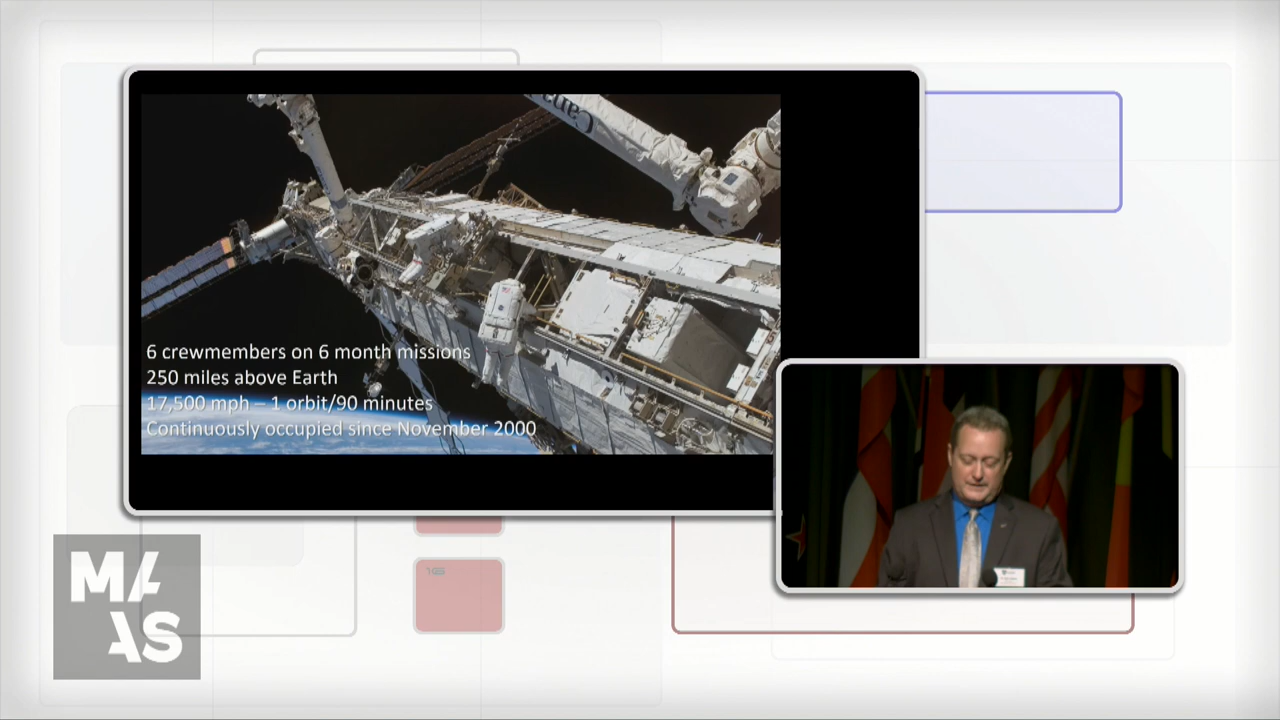 Cana
6 crewmembers on 6 month missions
250 miles above Earth
17,500 mph – 1 orbit/90 minutes
Continuously occupied since November 2000
MA
AS